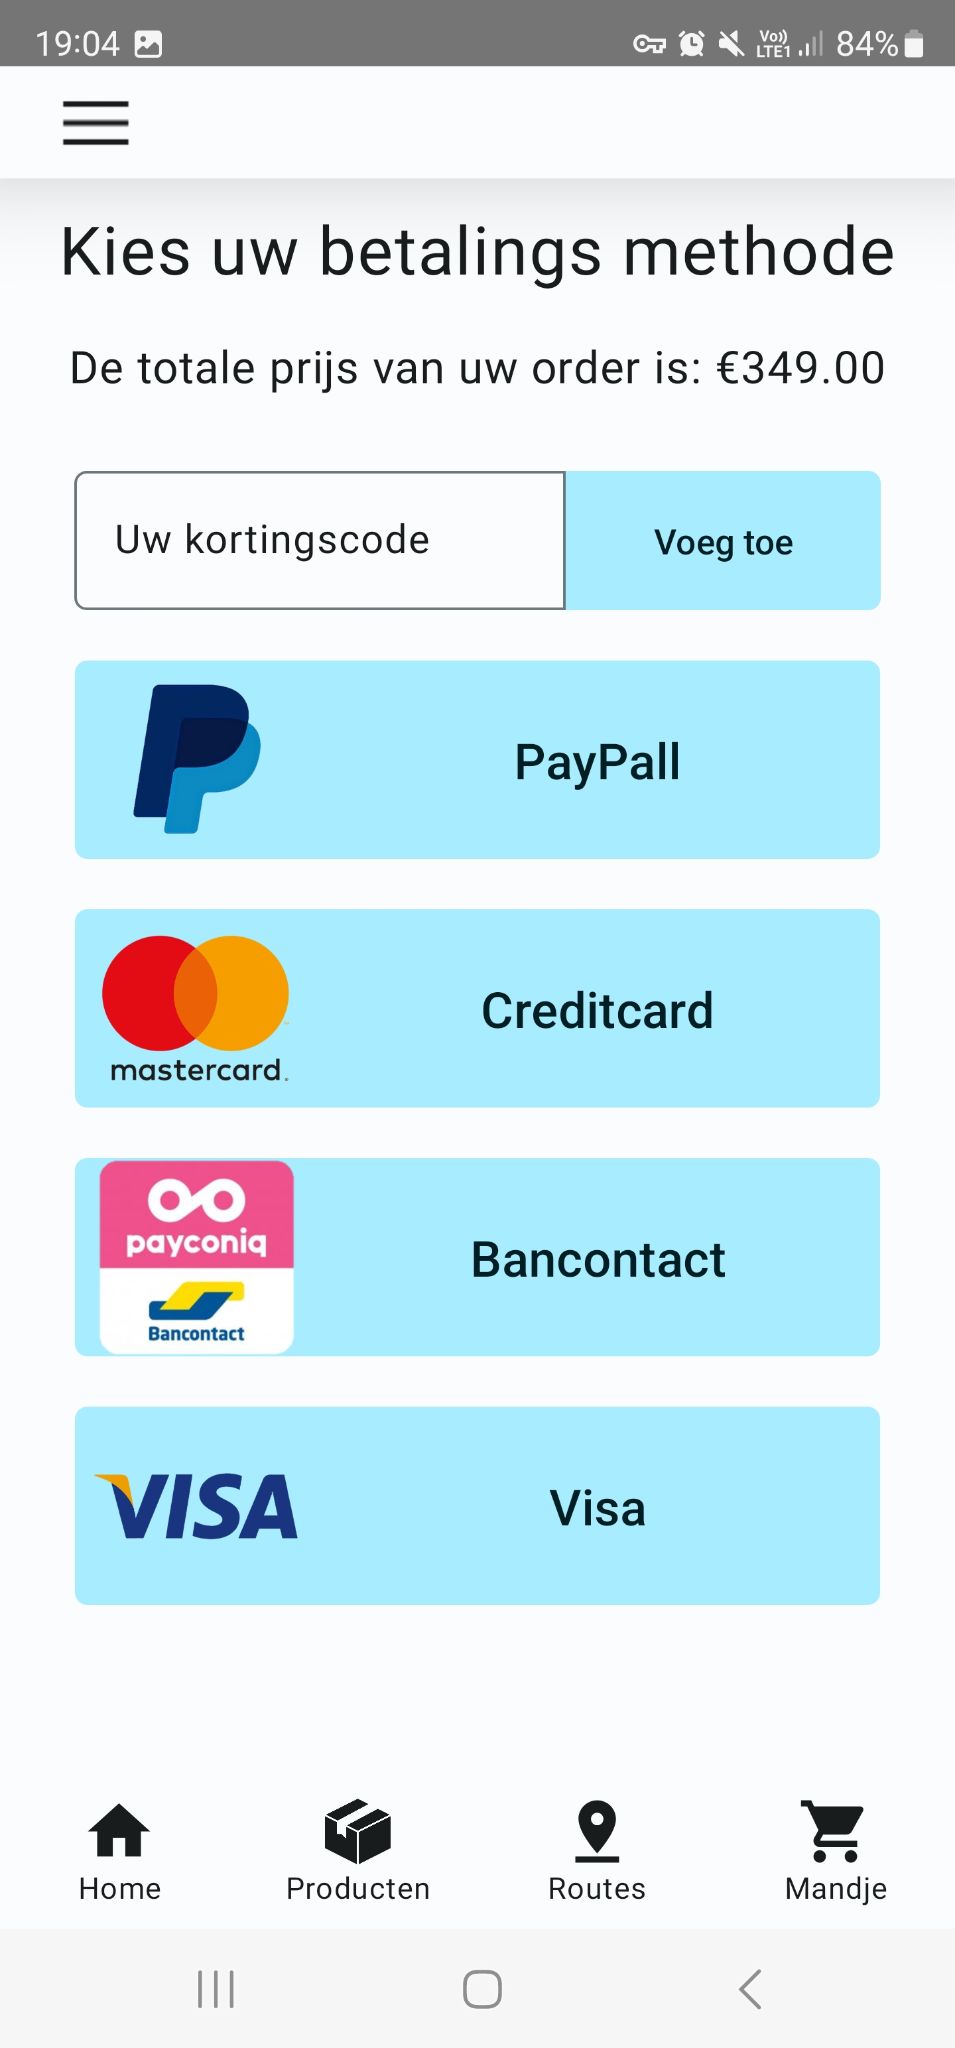 19:04 Vo)) LTE1 84%
Kies uw betalings methode
De totale prijs van uw order is: €349.00
Uw kortingscode Voeg toe
PayPall
mastercard. Creditcard
payconiq
Bancontact Bancontact
VISA Visa
Home Producten Routes Mandje